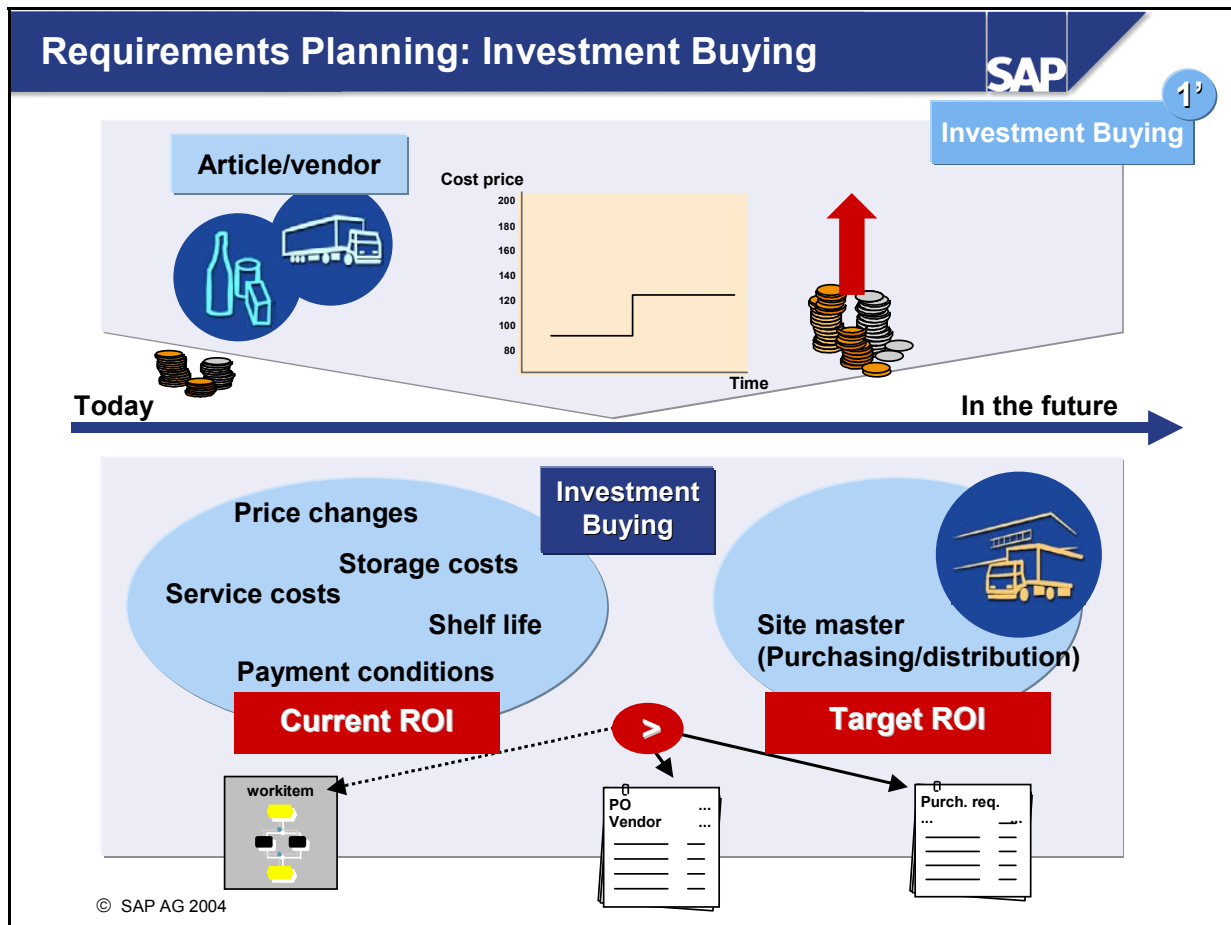 Requirements Planning: Investment Buying
SAP
1’
Investment Buying
Article/vendor
Cost price
200
180
160
140
120
100
80
Time
Today
In the future
Investment
Buying
Price changes
Storage costs
Service costs
Shelf life
Payment conditions
Site master
(Purchasing/distribution)
Current ROI
>
Target ROI
workitem
PO ...
Vendor ...
Purch. req.
... ...
© SAP AG 2004